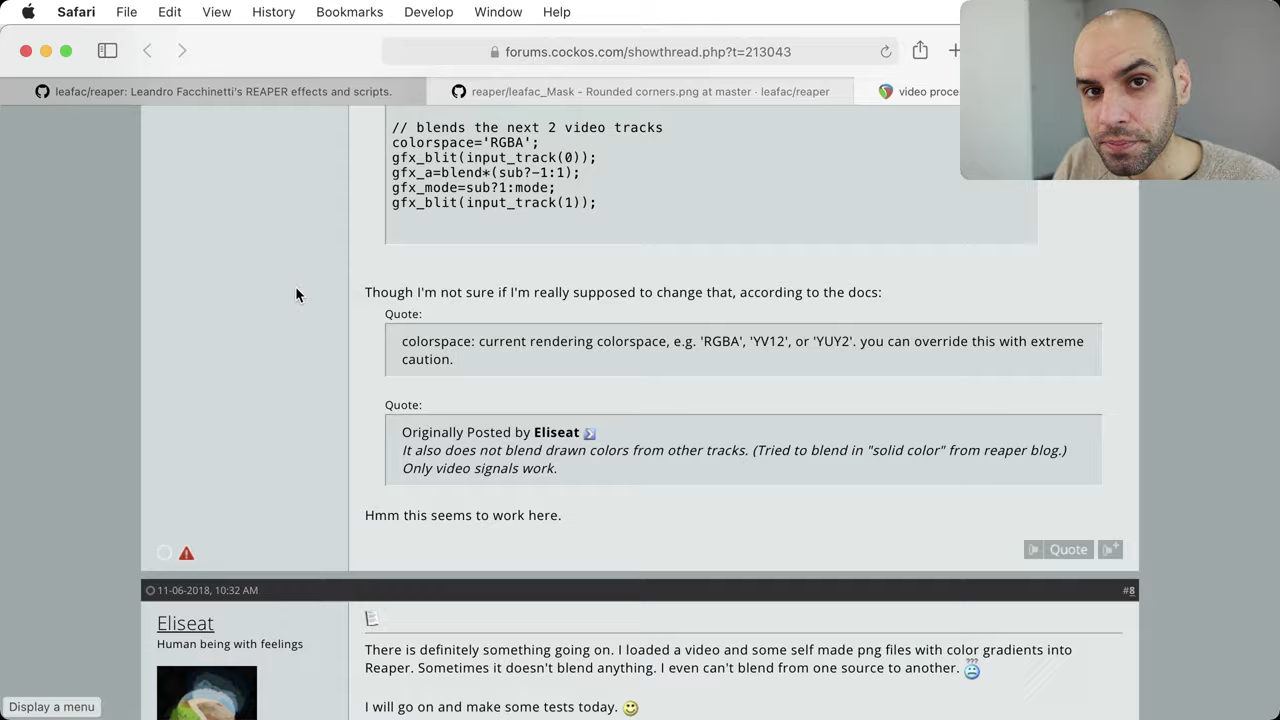 Safari File Edit View History Bookmarks Develop Window Help
forums.cockos.com/showthread.php?t=213043
leafac/reaper: Leandro Facchinetti's REAPER effects and scripts.
reaper/leafac_Mask - Rounded corners.png at master · leafac/reaper
video proce
// blends the next 2 video tracks
colorspace='RGBA';
gfx_blit(input_track(0));
gfx_a=blend*(sub?-1:1);
gfx_mode=sub?1:mode;
gfx_blit(input_track(1));
Though I'm not sure if I'm really supposed to change that, according to the docs:
Quote:
colorspace: current rendering colorspace, e.g. 'RGBA', 'YV12', or 'YUY2'. you can override this with extreme
caution.
Quote:
Originally Posted by Eliseat
It also does not blend drawn colors from other tracks. (Tried to blend in "solid color" from reaper blog.)
Only video signals work.
Hmm this seems to work here.
Quote
11-06-2018, 10:32 AM
#8
Eliseat
Human being with feelings
There is definitely something going on. I loaded a video and some self made png files with color gradients into
Reaper. Sometimes it doesn't blend anything. I even can't blend from one source to another.
I will go on and make some tests today.
Display a menu